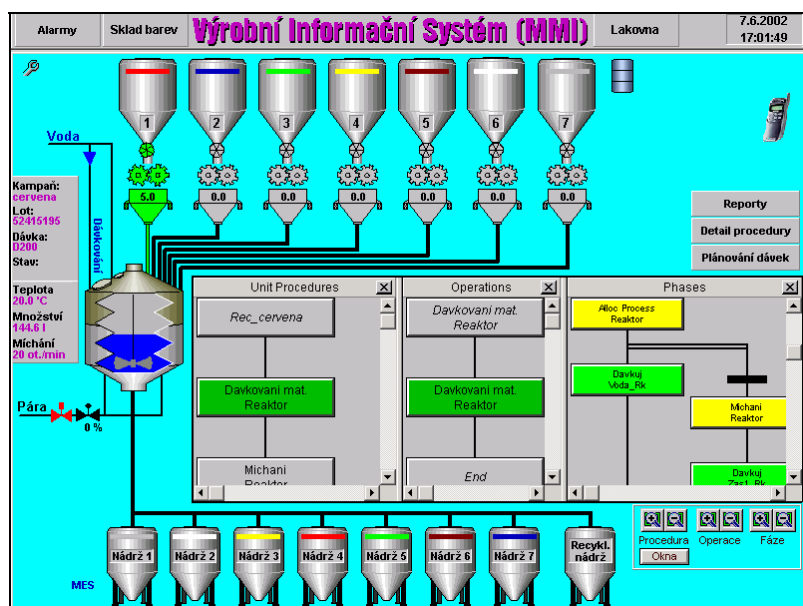 Alarmy
Sklad barev
Výrobní Informační Systém (MMI)
Lakovna
7.6.2002
17:01:49
1
2
3
4
5
6
7
Voda
5.0
0.0
0.0
0.0
0.0
0.0
0.0
Dávkování
Kampaň:
cervena
Lot:
52415195
Dávka:
D200
Stav:
Teplota
20.0 °C
Množství
144.6 l
Míchání
20 ot./min
Pára
0 %
Reporty
Detail procedury
Plánování dávek
Unit Procedures
Rec_cervena
Davkovani mat.
Reaktor
Michani
Reaktor
Operations
Davkovani mat.
Reaktor
Davkovani mat.
Reaktor
End
Phases
Alloc Process
Reaktor
Davkuj
Voda_Rk
Michani
Reaktor
Davkuj
Zas1_Rk
Procedura
Operace
Fáze
Okna
Nádrž 1
Nádrž 2
Nádrž 3
Nádrž 4
Nádrž 5
Nádrž 6
Nádrž 7
Recykl.
nádrž
MES